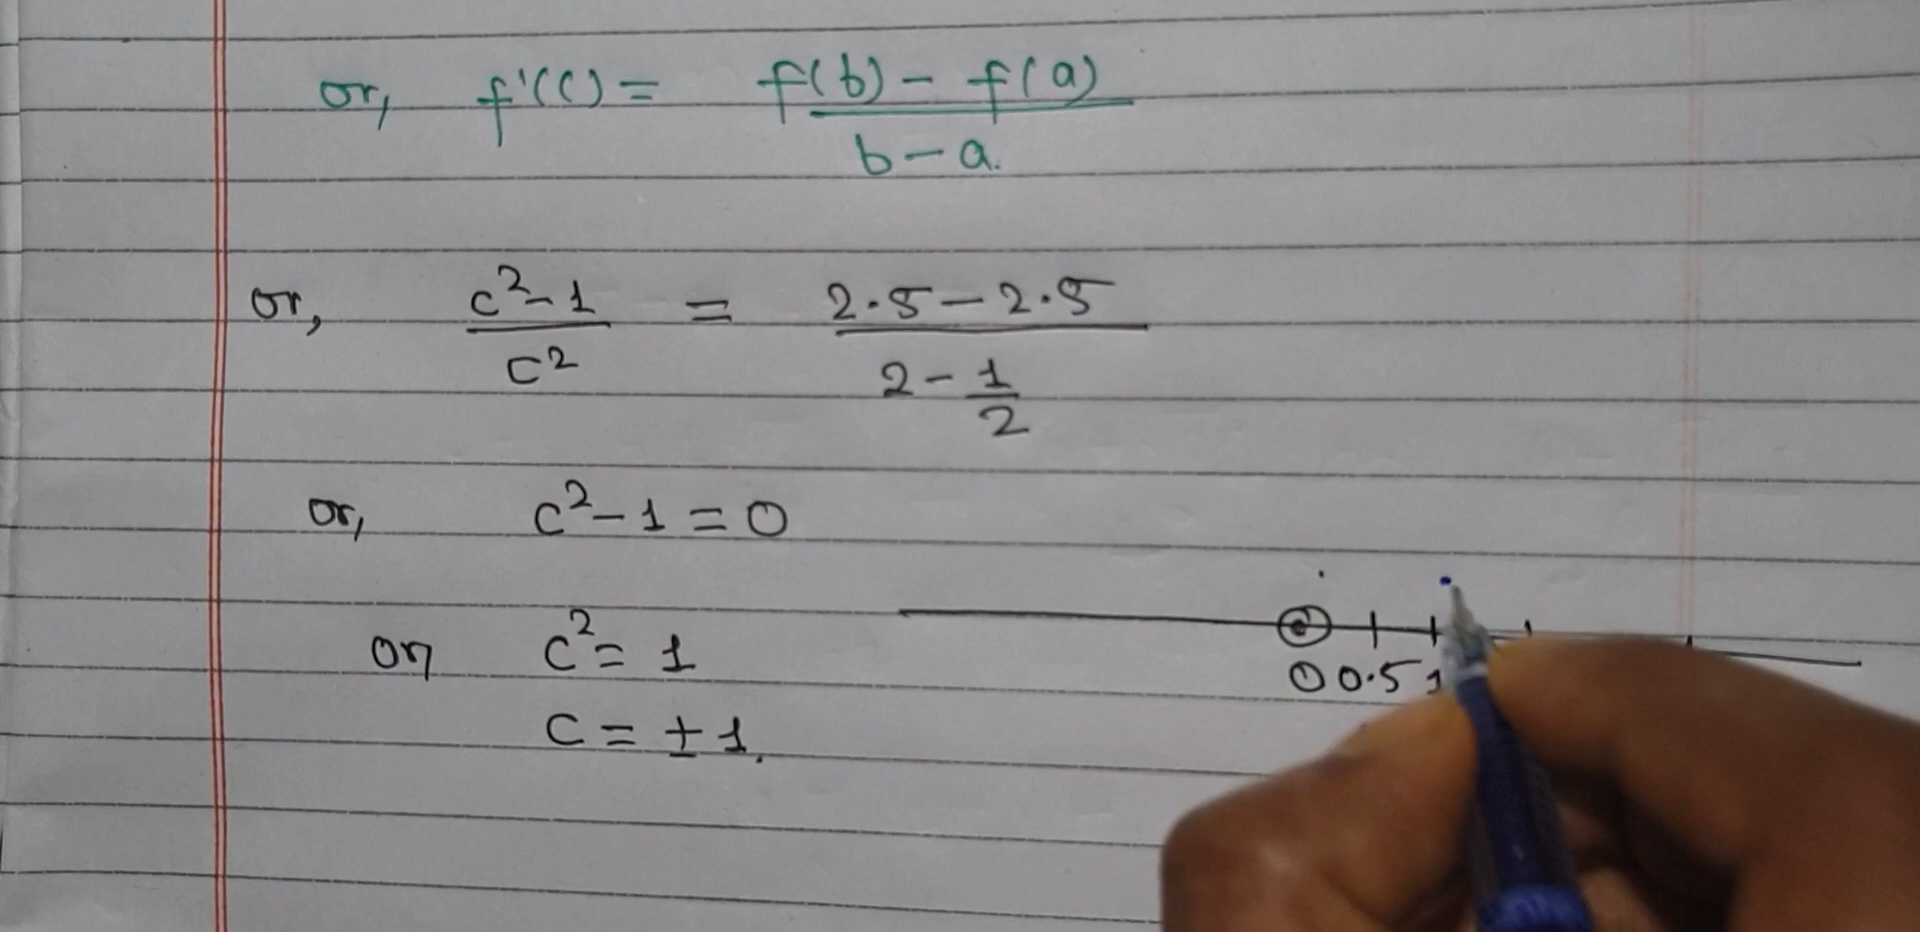 or, f'(c) = f(b) - f(a)
b - a.
or, c² - 1 = 2.5 - 2.5
c² 2 - 1
2
or, c² - 1 = 0
or c² = 1
0 0.5 1
c = ± 1.